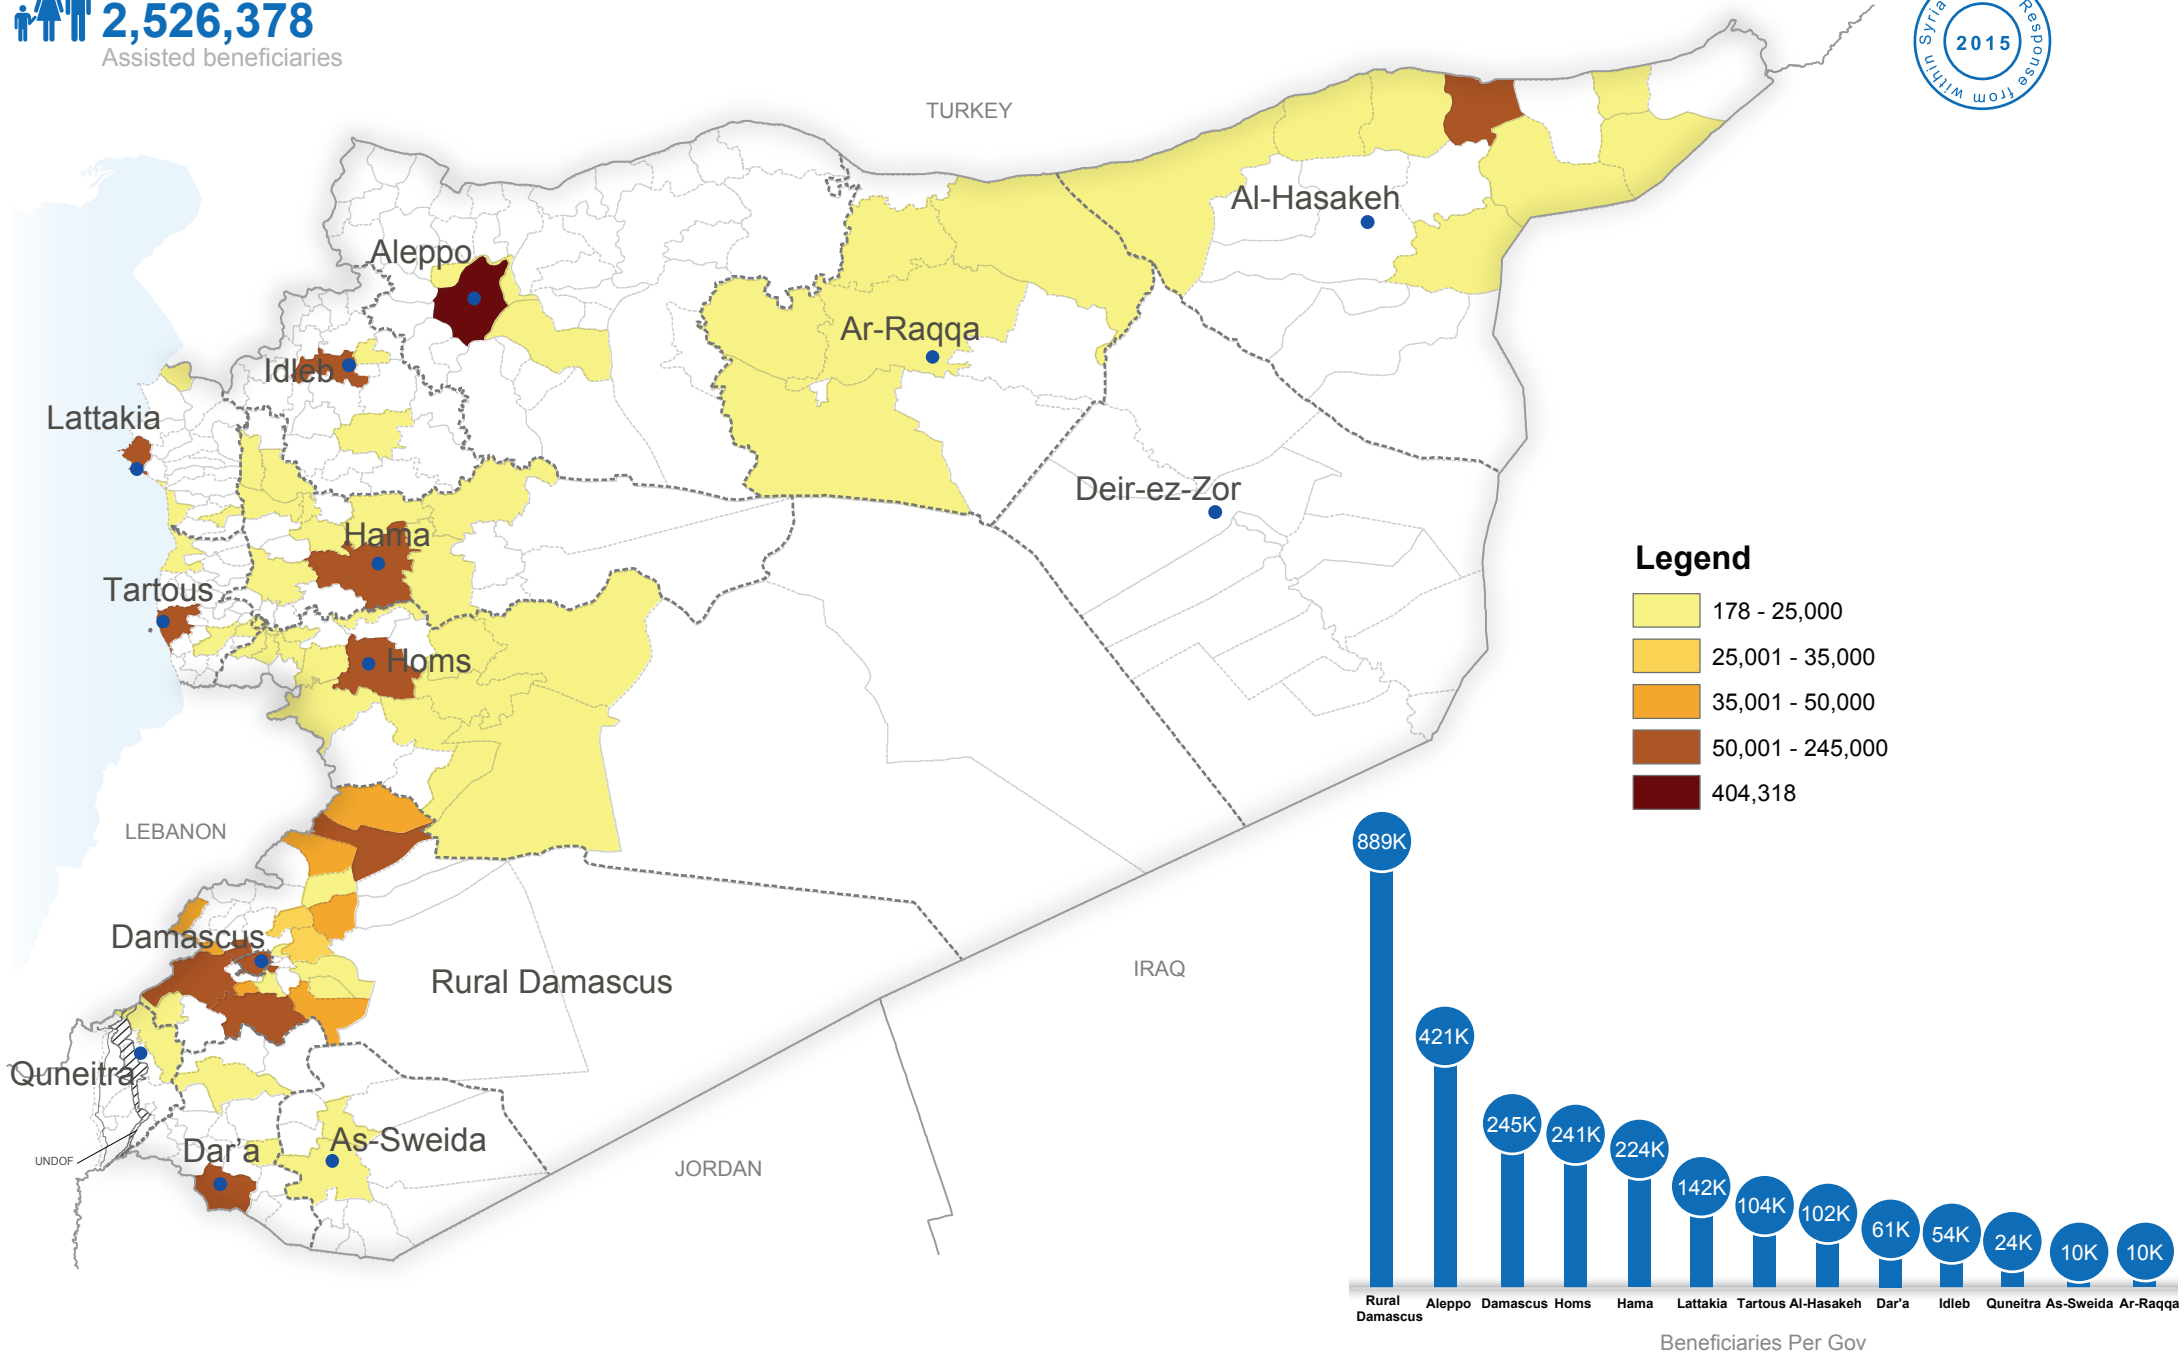 2,526,378
Assisted beneficiaries
Syria
Response
from within
2015
TURKEY
Al-Hasakeh
Aleppo
Ar-Raqqa
Idleb
Lattakia
Deir-ez-Zor
Hama
Tartous
Homs
LEBANON
Damascus
Rural Damascus
IRAQ
Quneitra
UNDOF
Dar'a
As-Sweida
JORDAN
Legend
178 - 25,000
25,001 - 35,000
35,001 - 50,000
50,001 - 245,000
404,318
889K
421K
245K
241K
224K
142K
104K
102K
61K
54K
24K
10K
10K
Rural
Damascus
Aleppo
Damascus
Homs
Hama
Lattakia
Tartous
Al-Hasakeh
Dar'a
Idleb
Quneitra
As-Sweida
Ar-Raqqa
Beneficiaries Per Gov